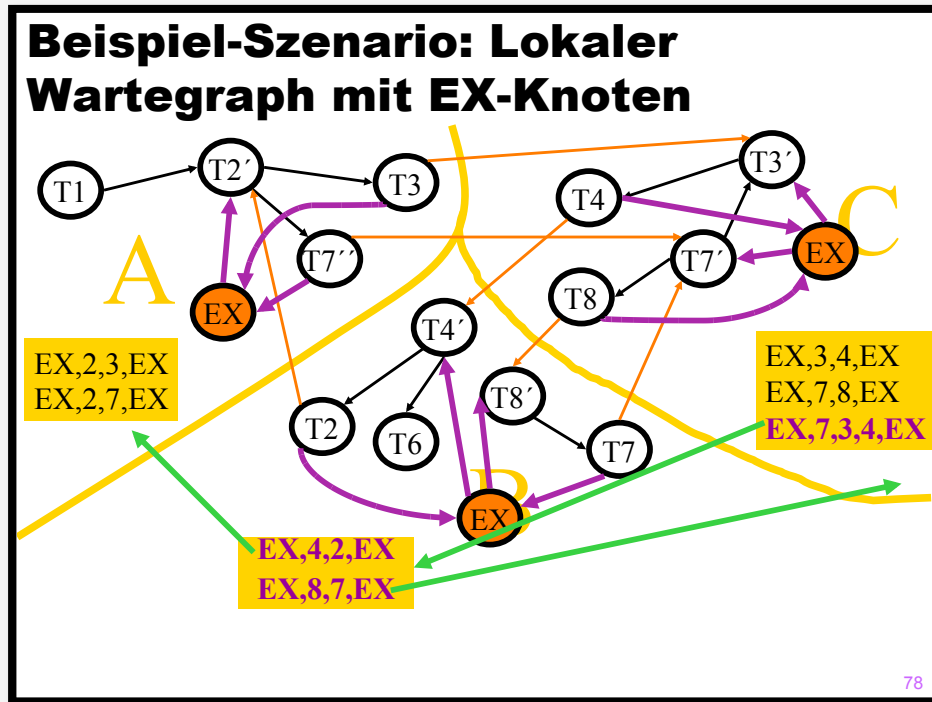 Beispiel-Szenario: Lokaler
Wartegraph mit EX-Knoten
T1
T2´
T3
T7´´
EX
A
EX,2,3,EX
EX,2,7,EX
T4
T3´
T7´
T8
EX
C
EX,3,4,EX
EX,7,8,EX
EX,7,3,4,EX
T4´
T8´
T2
T6
T7
B
EX
EX,4,2,EX
EX,8,7,EX
78